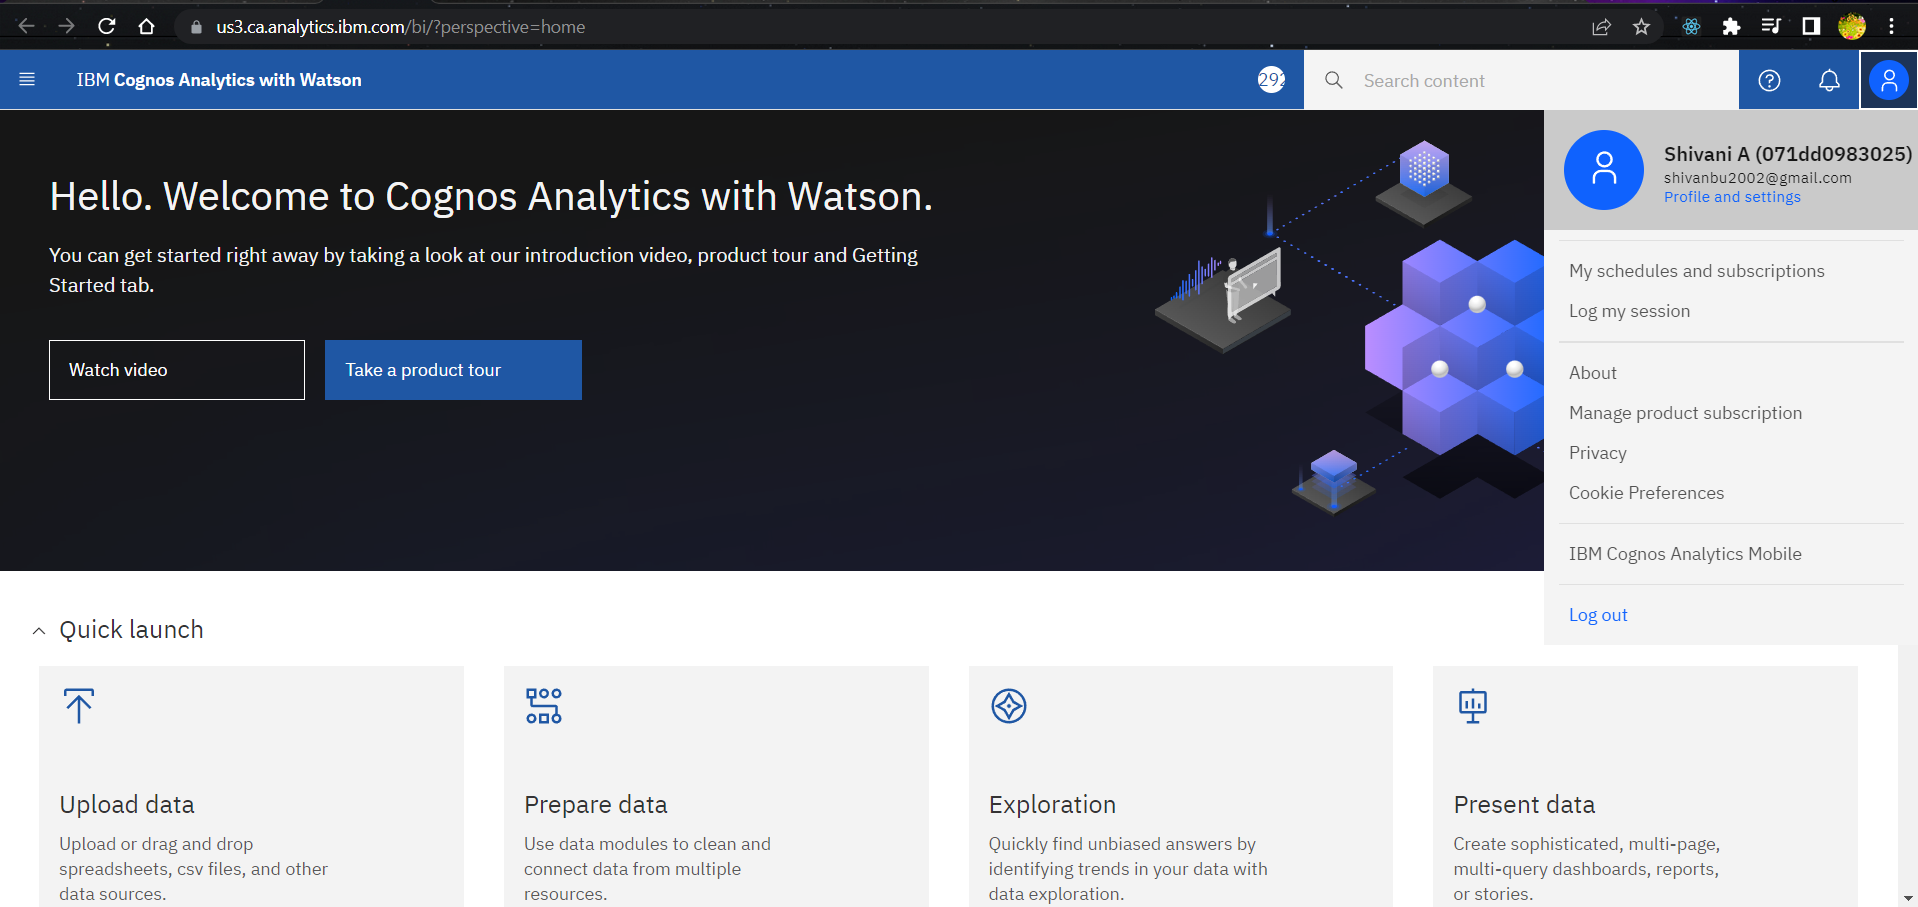 us3.ca.analytics.ibm.com/bi/?perspective=home
IBM Cognos Analytics with Watson
292
Search content
Shivani A (071dd0983025)
shivanbu2002@gmail.com
Profile and settings
My schedules and subscriptions
Log my session
About
Manage product subscription
Privacy
Cookie Preferences
IBM Cognos Analytics Mobile
Log out
Hello. Welcome to Cognos Analytics with Watson.
You can get started right away by taking a look at our introduction video, product tour and Getting
Started tab.
Watch video
Take a product tour
Quick launch
Upload data
Upload or drag and drop
spreadsheets, csv files, and other
data sources.
Prepare data
Use data modules to clean and
connect data from multiple
resources.
Exploration
Quickly find unbiased answers by
identifying trends in your data with
data exploration.
Present data
Create sophisticated, multi-page,
multi-query dashboards, reports,
or stories.